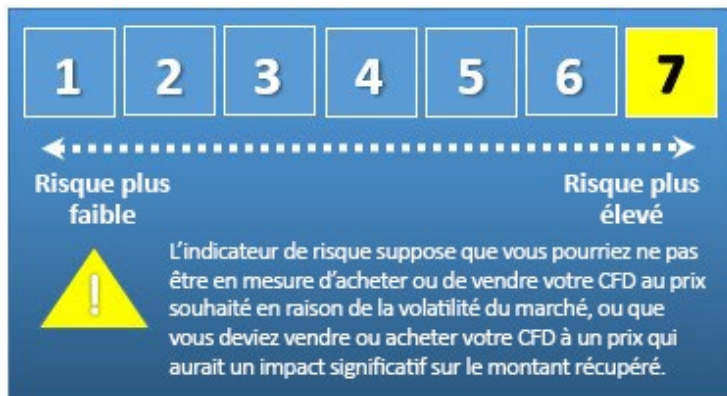 1 2 3 4 5 6 7
Risque plus faible
Risque plus élevé
!
L'indicateur de risque suppose que vous pourriez ne pas
être en mesure d'acheter ou de vendre votre CFD au prix
souhaité en raison de la volatilité du marché, ou que
vous deviez vendre ou acheter votre CFD à un prix qui
aurait un impact significatif sur le montant récupéré.